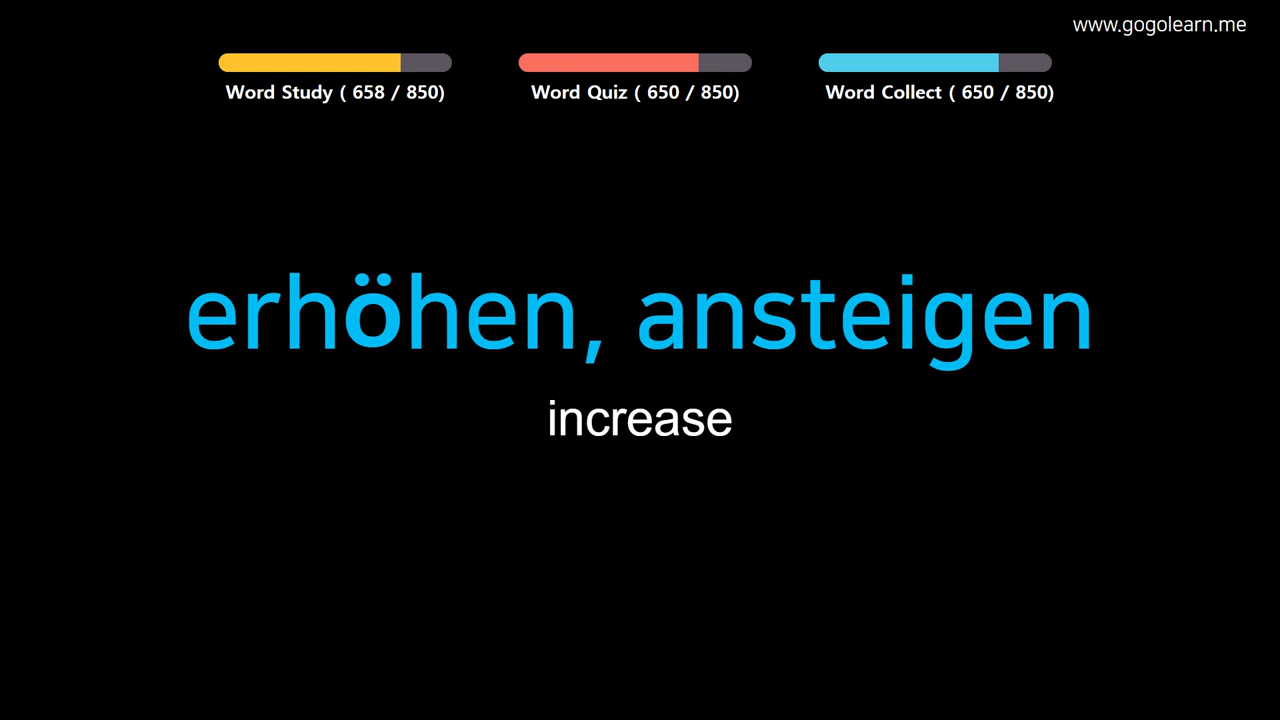 www.gogolearn.me
Word Study ( 658 / 850)
Word Quiz ( 650 / 850)
Word Collect ( 650 / 850)
erhöhen, ansteigen
increase